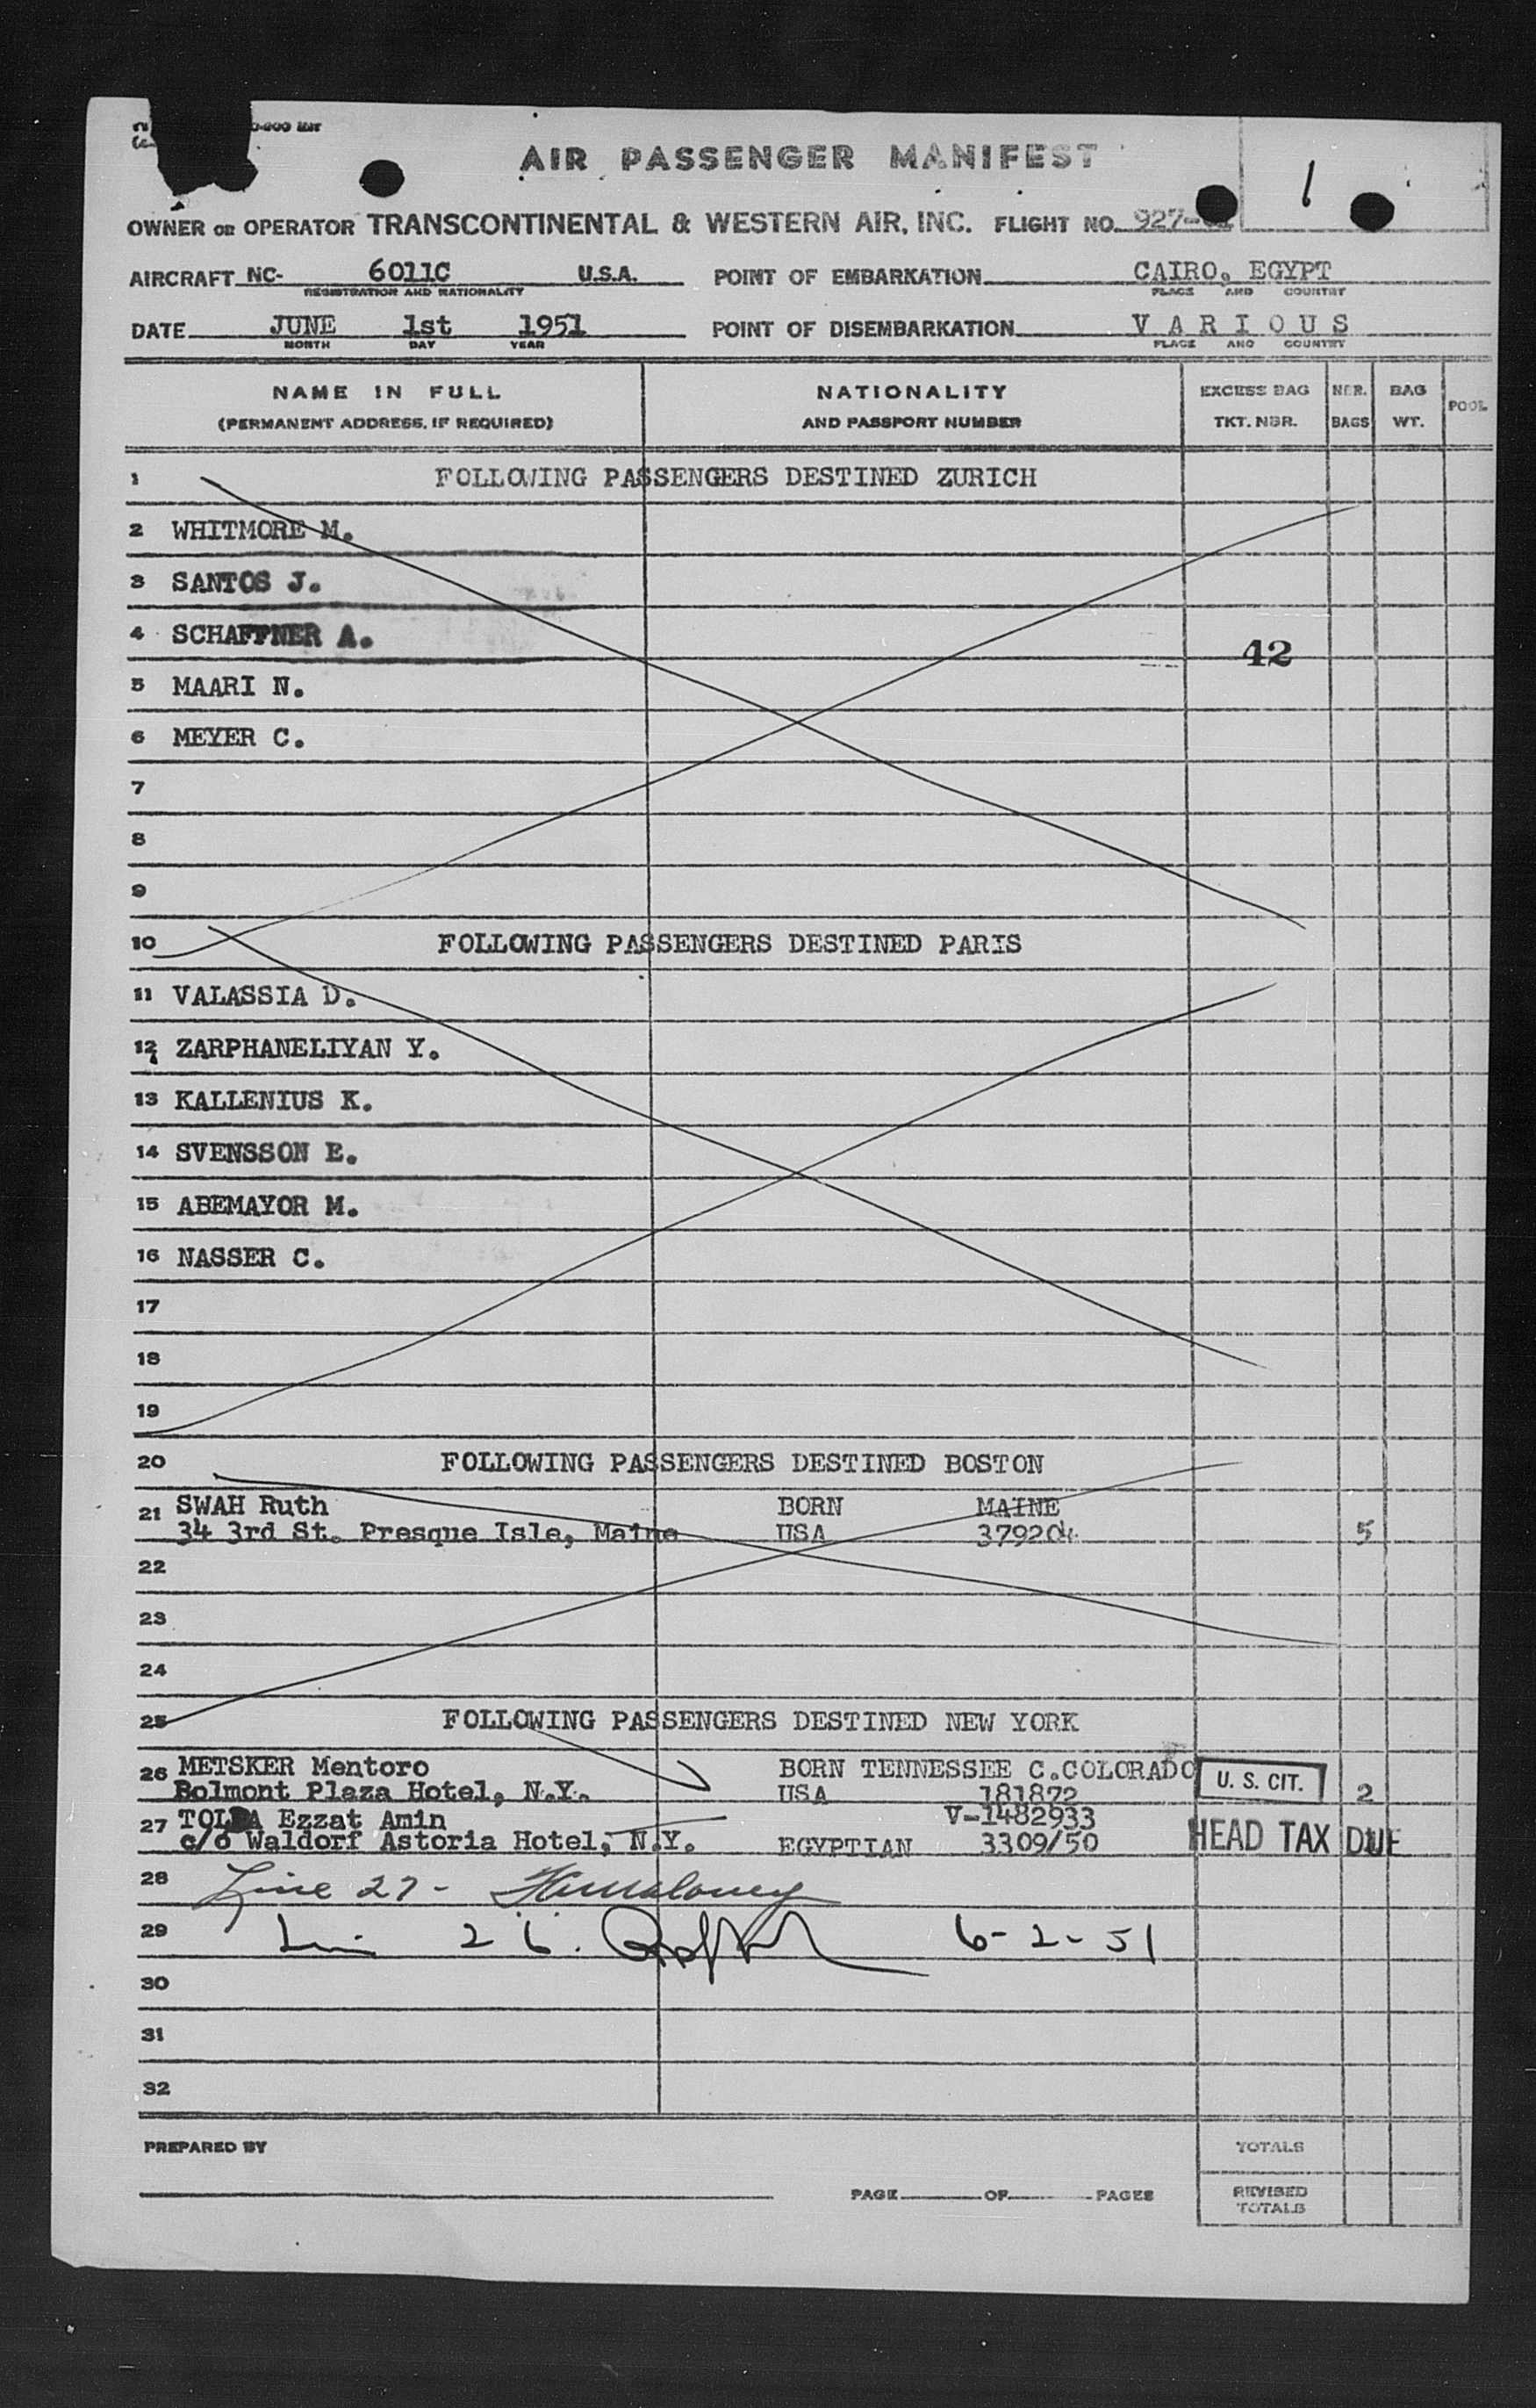 AIR PASSENGER MANIFEST
1
OWNER OR OPERATOR TRANSCONTINENTAL & WESTERN AIR, INC. FLIGHT NO. 927-
AIRCRAFT NC- 6011C U.S.A. POINT OF EMBARKATION CAIRO, EGYPT
REGISTRATION AND NATIONALITY PLACE AND COUNTRY
DATE JUNE 1st 1951 POINT OF DISEMBARKATION VARIOUS
MONTH DAY YEAR PLACE AND COUNTRY
NAME IN FULL NATIONALITY EXCESS BAG NBR. BAG POOL
(PERMANENT ADDRESS, IF REQUIRED) AND PASSPORT NUMBER TKT. NBR. BAGS WT.
1 FOLLOWING PASSENGERS DESTINED ZURICH
2 WHITMORE M.
3 SANTOS J.
4 SCHAFFNER A.
42
5 MAARI N.
6 MEYER C.
7
8
9
10 FOLLOWING PASSENGERS DESTINED PARIS
11 VALASSIA D.
12 ZARPHANELIYAN Y.
13 KALLENIUS K.
14 SVENSSON E.
15 ABEMAYOR M.
16 NASSER C.
17
18
19
20 FOLLOWING PASSENGERS DESTINED BOSTON
21 SWAH Ruth BORN MAINE
34 3rd St. Presque Isle, Maine USA 379204 5
22
23
24
25 FOLLOWING PASSENGERS DESTINED NEW YORK
26 METSKER Mentoro BORN TENNESSEE C.COLORADO U. S. CIT.
Bolmont Plaza Hotel, N.Y. USA 181872 2
27 TOLBA Ezzat Amin V-1482933
c/o Waldorf Astoria Hotel, N.Y. EGYPTIAN 3309/50 HEAD TAX DUE
28 Line 27-
29 Lin 26. 6-2-51
30
31
32
PREPARED BY TOTALS
PAGE OF PAGES REVISED TOTALS